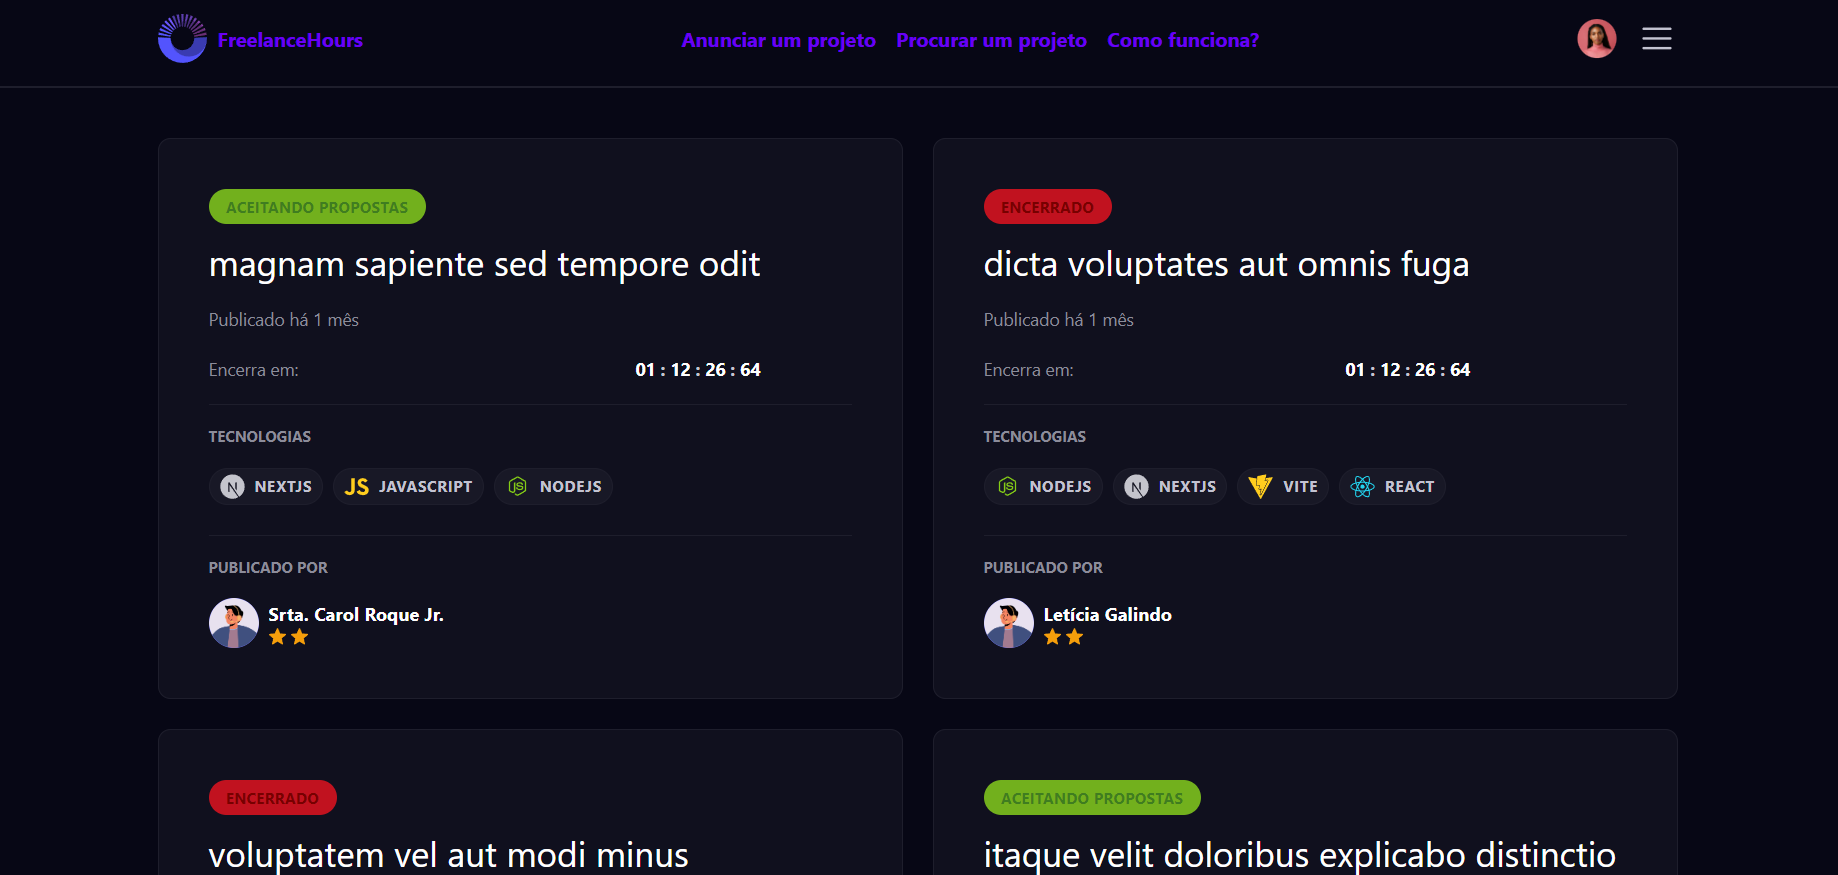 FreelanceHours
Anunciar um projeto Procurar um projeto Como funciona?
ACEITANDO PROPOSTAS
magnam sapiente sed tempore odit
Publicado há 1 mês
Encerra em: 01 : 12 : 26 : 64
TECNOLOGIAS
N NEXTJS JS JAVASCRIPT JS NODEJS
PUBLICADO POR
Srta. Carol Roque Jr.
ENCERRADO
dicta voluptates aut omnis fuga
Publicado há 1 mês
Encerra em: 01 : 12 : 26 : 64
TECNOLOGIAS
JS NODEJS N NEXTJS VITE REACT
PUBLICADO POR
Letícia Galindo
ENCERRADO
voluptatem vel aut modi minus
ACEITANDO PROPOSTAS
itaque velit doloribus explicabo distinctio